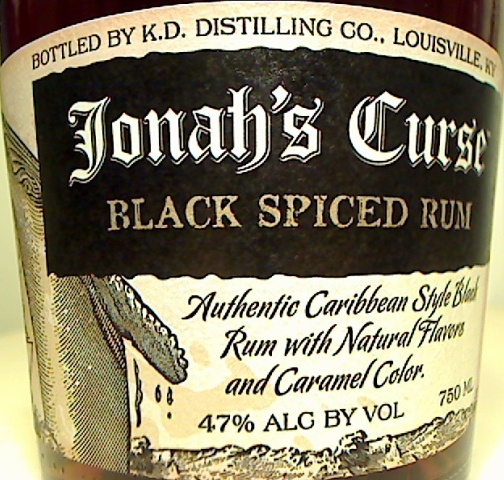 BOTTLED BY K.D. DISTILLING CO., LOUISVILLE, KY
Jonah's Curse
BLACK SPICED RUM
Authentic Caribbean Style Black
Rum with Natural Flavors
and Caramel Color.
47% ALC BY VOL
750 ML